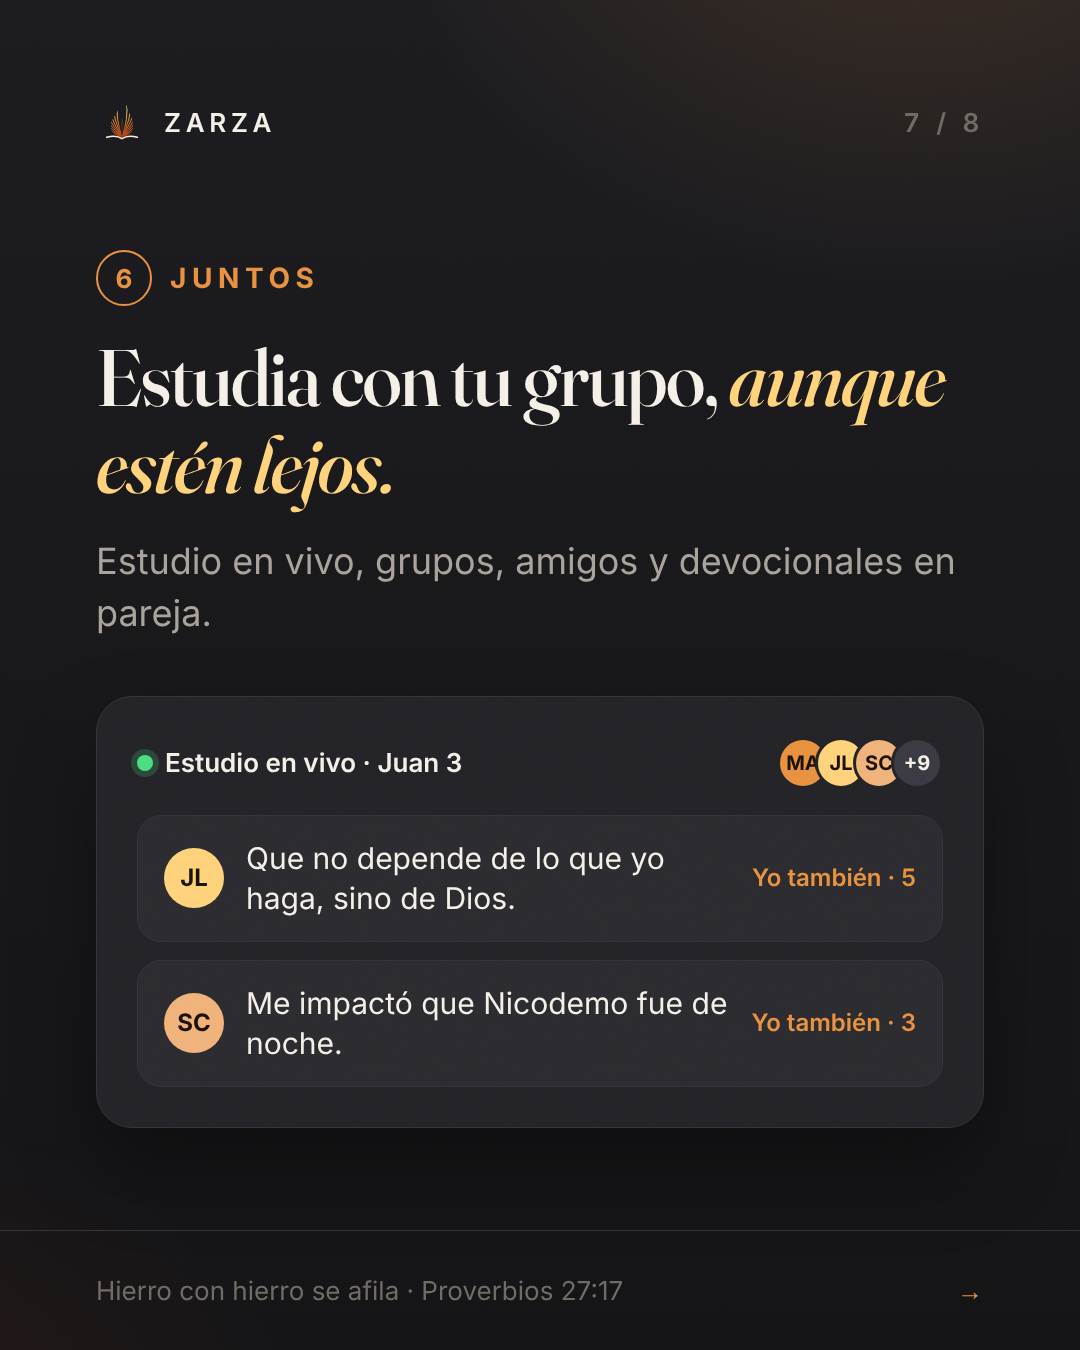 ZARZA
7 / 8
6 JUNTOS
Estudia con tu grupo, aunque
estén lejos.
Estudio en vivo, grupos, amigos y devocionales en
pareja.
Estudio en vivo · Juan 3
MA JL SC +9
JL
Que no depende de lo que yo
haga, sino de Dios.
Yo también · 5
SC
Me impactó que Nicodemo fue de
noche.
Yo también · 3
Hierro con hierro se afila · Proverbios 27:17
→